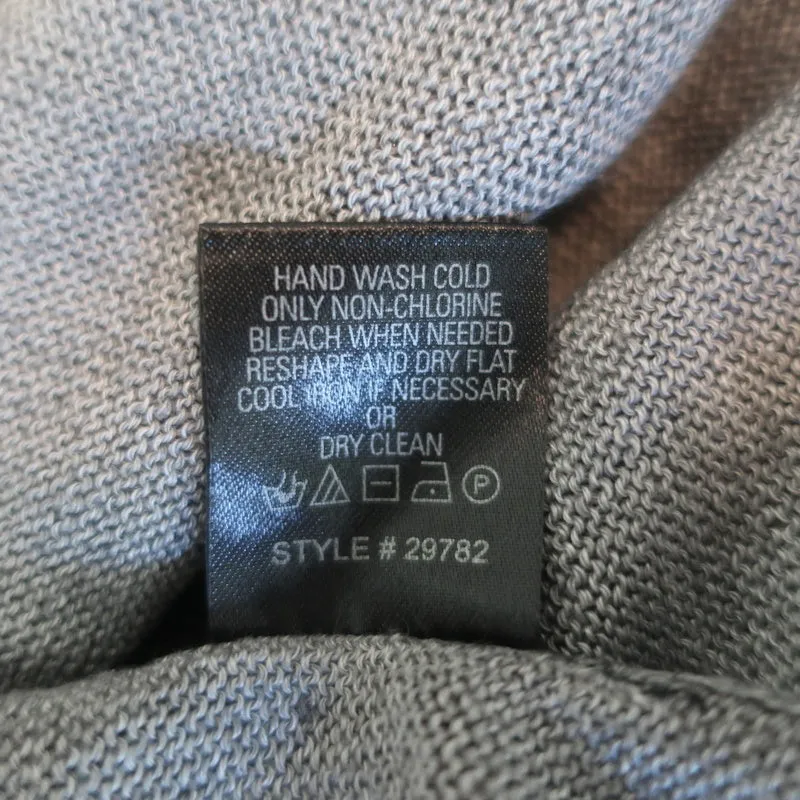 HAND WASH COLD
ONLY NON-CHLORINE
BLEACH WHEN NEEDED
RESHAPE AND DRY FLAT
COOL IRON IF NECESSARY
OR
DRY CLEAN
P
STYLE # 29782